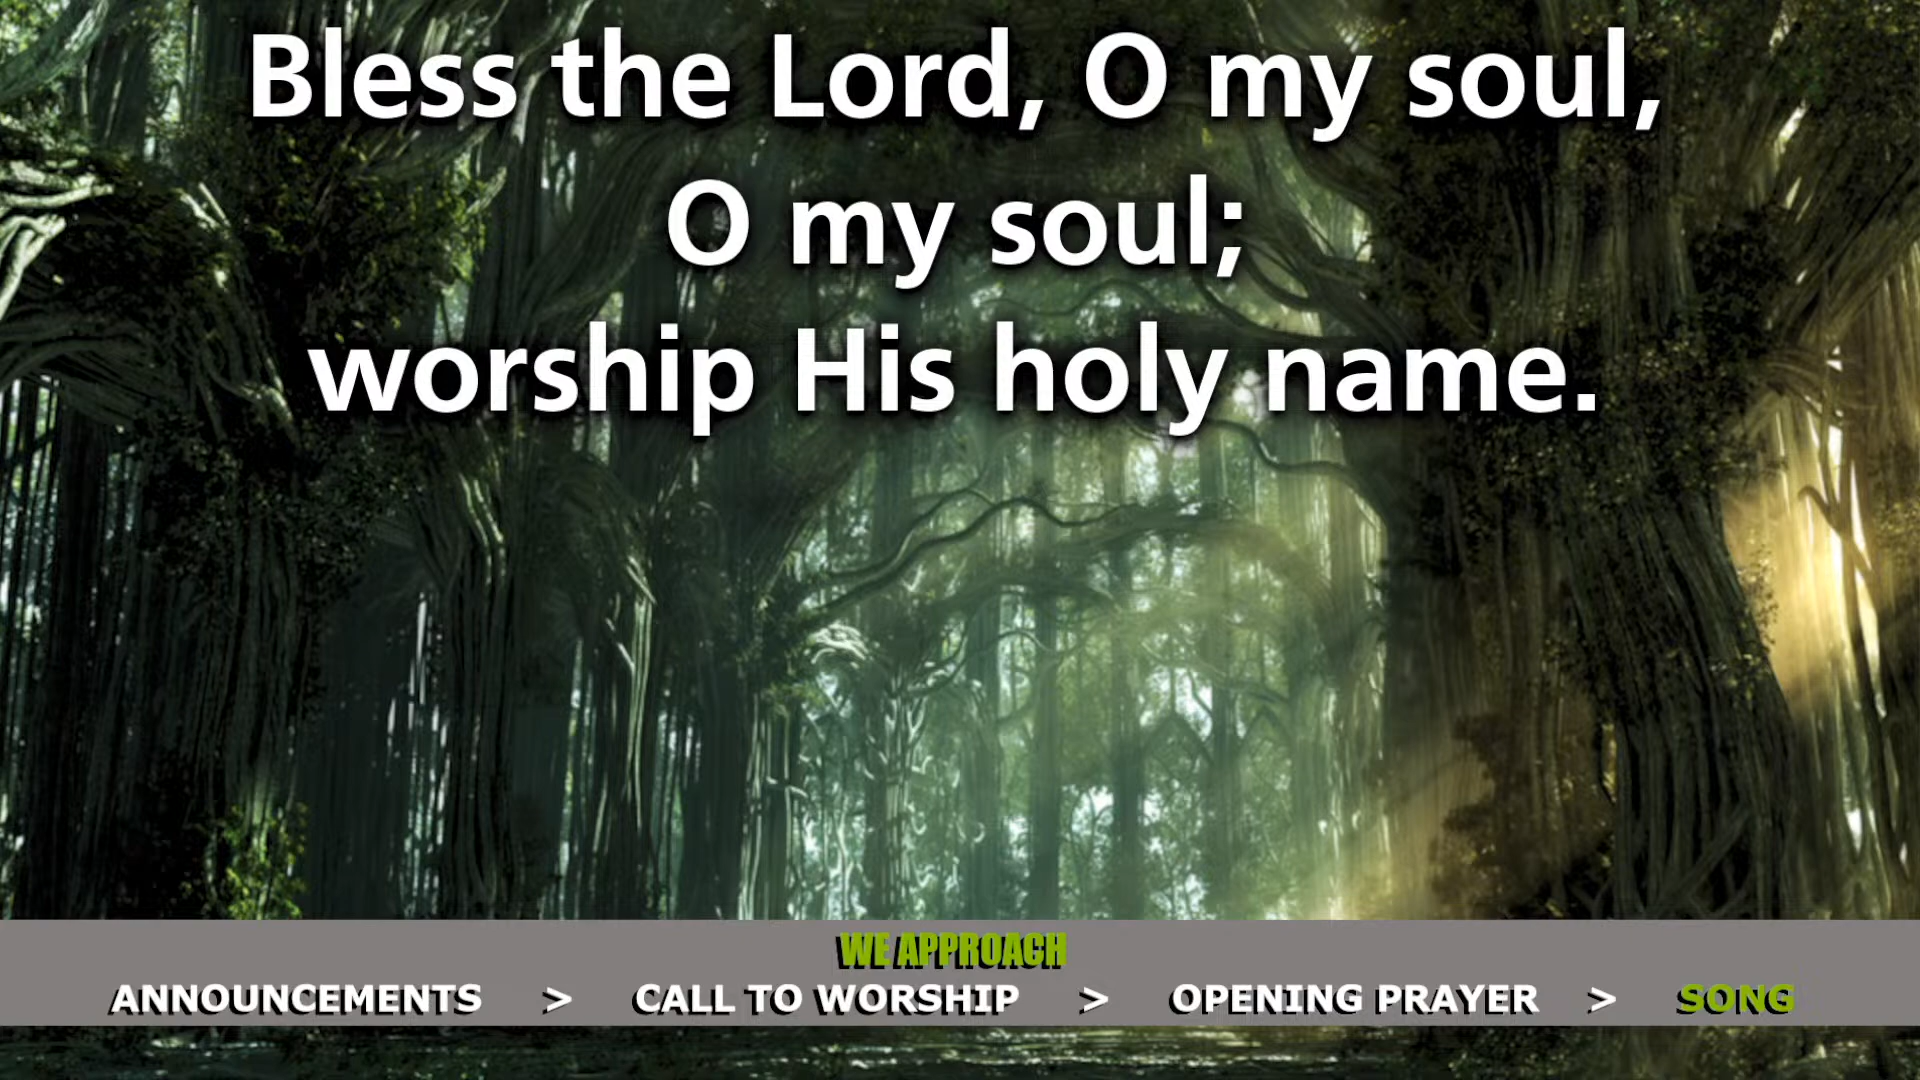 Bless the Lord, O my soul,
O my soul;
worship His holy name.
WE APPROACH
ANNOUNCEMENTS > CALL TO WORSHIP > OPENING PRAYER > SONG